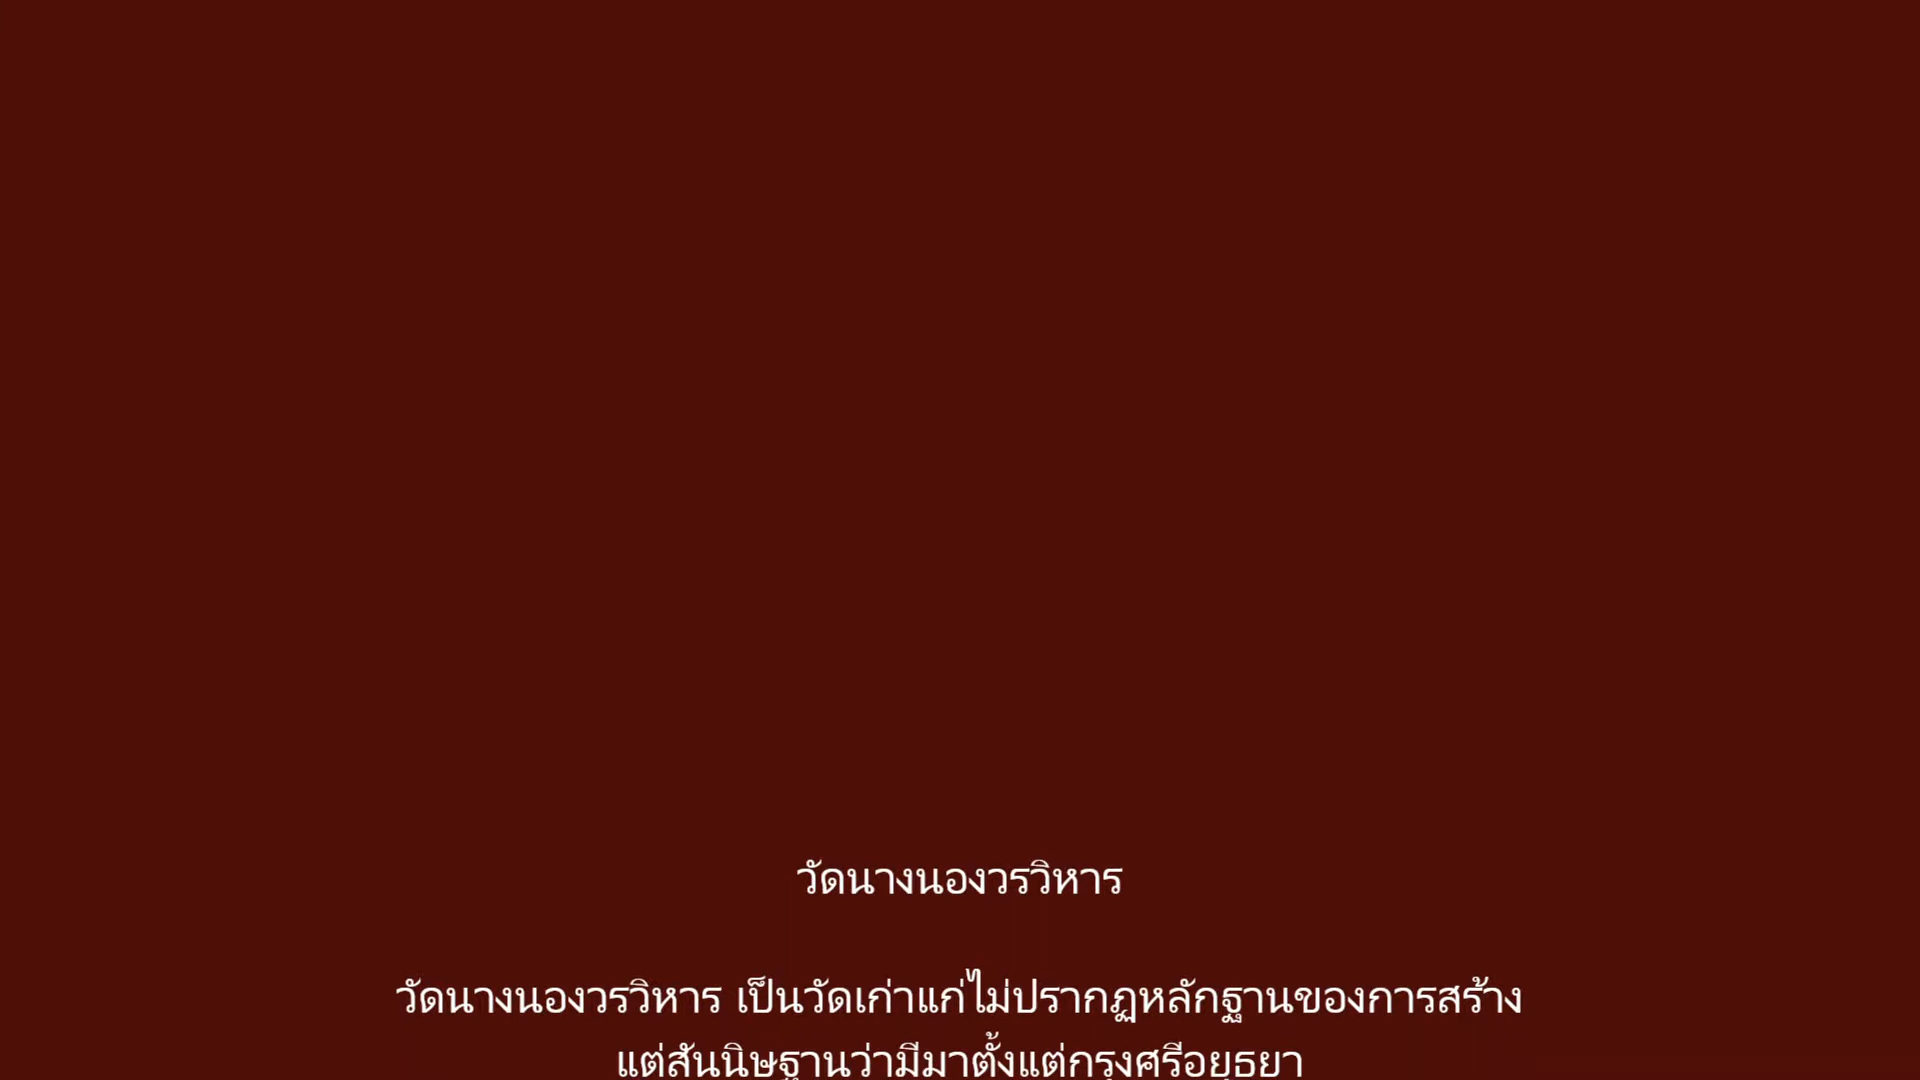 วัดนางนองวรวิหาร
วัดนางนองวรวิหาร เป็นวัดเก่าแก่ไม่ปรากฏหลักฐานของการสร้าง
แต่สันนิษฐานว่ามีมาตั้งแต่กรุงศรีอยุธยา